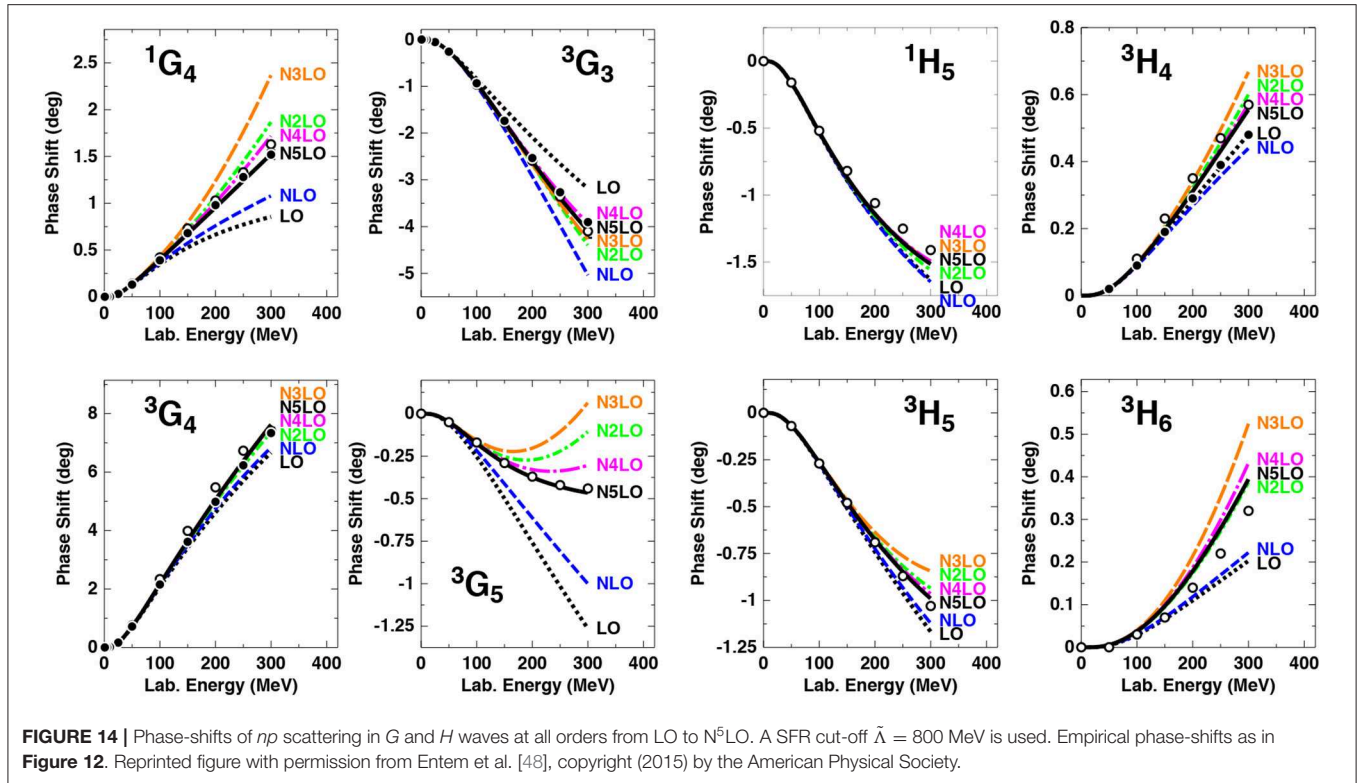 ¹G₄
Phase Shift (deg)
2.5
2
1.5
1
0.5
0
N3LO
N2LO
N4LO
N5LO
NLO
LO
0 100 200 300 400
Lab. Energy (MeV)
³G₃
Phase Shift (deg)
0
-1
-2
-3
-4
-5
LO
N4LO
N5LO
N3LO
N2LO
NLO
0 100 200 300 400
Lab. Energy (MeV)
¹H₅
Phase Shift (deg)
0
-0.5
-1
-1.5
N4LO
N3LO
N5LO
N2LO
LO
NLO
0 100 200 300 400
Lab. Energy (MeV)
³H₄
Phase Shift (deg)
0.8
0.6
0.4
0.2
0
N3LO
N2LO
N4LO
N5LO
LO
NLO
0 100 200 300 400
Lab. Energy (MeV)
³G₄
Phase Shift (deg)
8
6
4
2
0
N3LO
N5LO
N4LO
N2LO
NLO
LO
0 100 200 300 400
Lab. Energy (MeV)
³G₅
Phase Shift (deg)
0
-0.25
-0.5
-0.75
-1
-1.25
N3LO
N2LO
N4LO
N5LO
NLO
LO
0 100 200 300 400
Lab. Energy (MeV)
³H₅
Phase Shift (deg)
0
-0.25
-0.5
-0.75
-1
-1.25
N3LO
N2LO
N4LO
N5LO
NLO
LO
0 100 200 300 400
Lab. Energy (MeV)
³H₆
Phase Shift (deg)
0.6
0.5
0.4
0.3
0.2
0.1
0
N3LO
N4LO
N5LO
N2LO
NLO
LO
0 100 200 300 400
Lab. Energy (MeV)
FIGURE 14 | Phase-shifts of np scattering in G and H waves at all orders from LO to N⁵LO. A SFR cut-off Λ̃ = 800 MeV is used. Empirical phase-shifts as in
Figure 12. Reprinted figure with permission from Entem et al. [48], copyright (2015) by the American Physical Society.